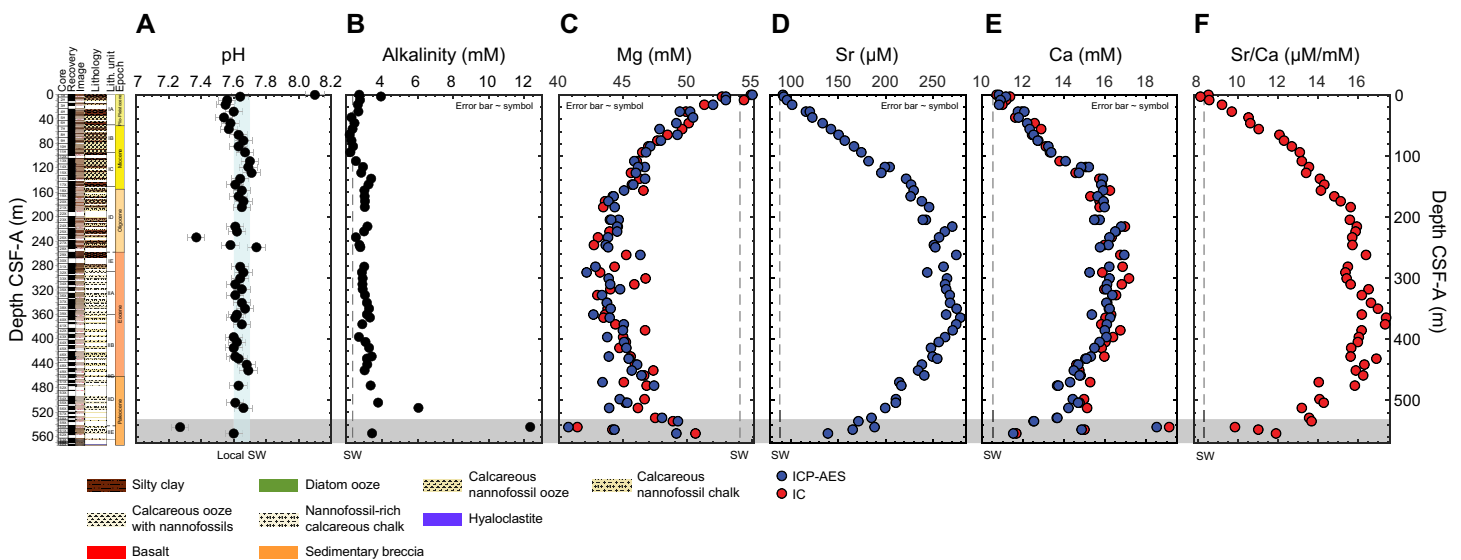 A B C D E F
pH Alkalinity (mM) Mg (mM) Sr (µM) Ca (mM) Sr/Ca (µM/mM)
Core Recovery Image Lithology Lith. unit Epoch
7 7.2 7.4 7.6 7.8 8 8.2
2 4 6 8 10 12
40 45 50 55
100 150 200 250
10 12 14 16 18
8 10 12 14 16
Error bar ~ symbol
Error bar ~ symbol
Error bar ~ symbol
Depth CSF-A (m)
0
40
80
120
160
200
240
280
320
360
400
440
480
520
560
Miocene
Oligocene
Eocene
Paleocene
Depth CSF-A (m)
0
100
200
300
400
500
Local SW SW SW SW SW SW
Silty clay
Diatom ooze
Calcareous
nannofossil ooze
Calcareous
nannofossil chalk
Calcareous ooze
with nannofossils
Nannofossil-rich
calcareous chalk
Hyaloclastite
Basalt
Sedimentary breccia
ICP-AES
IC